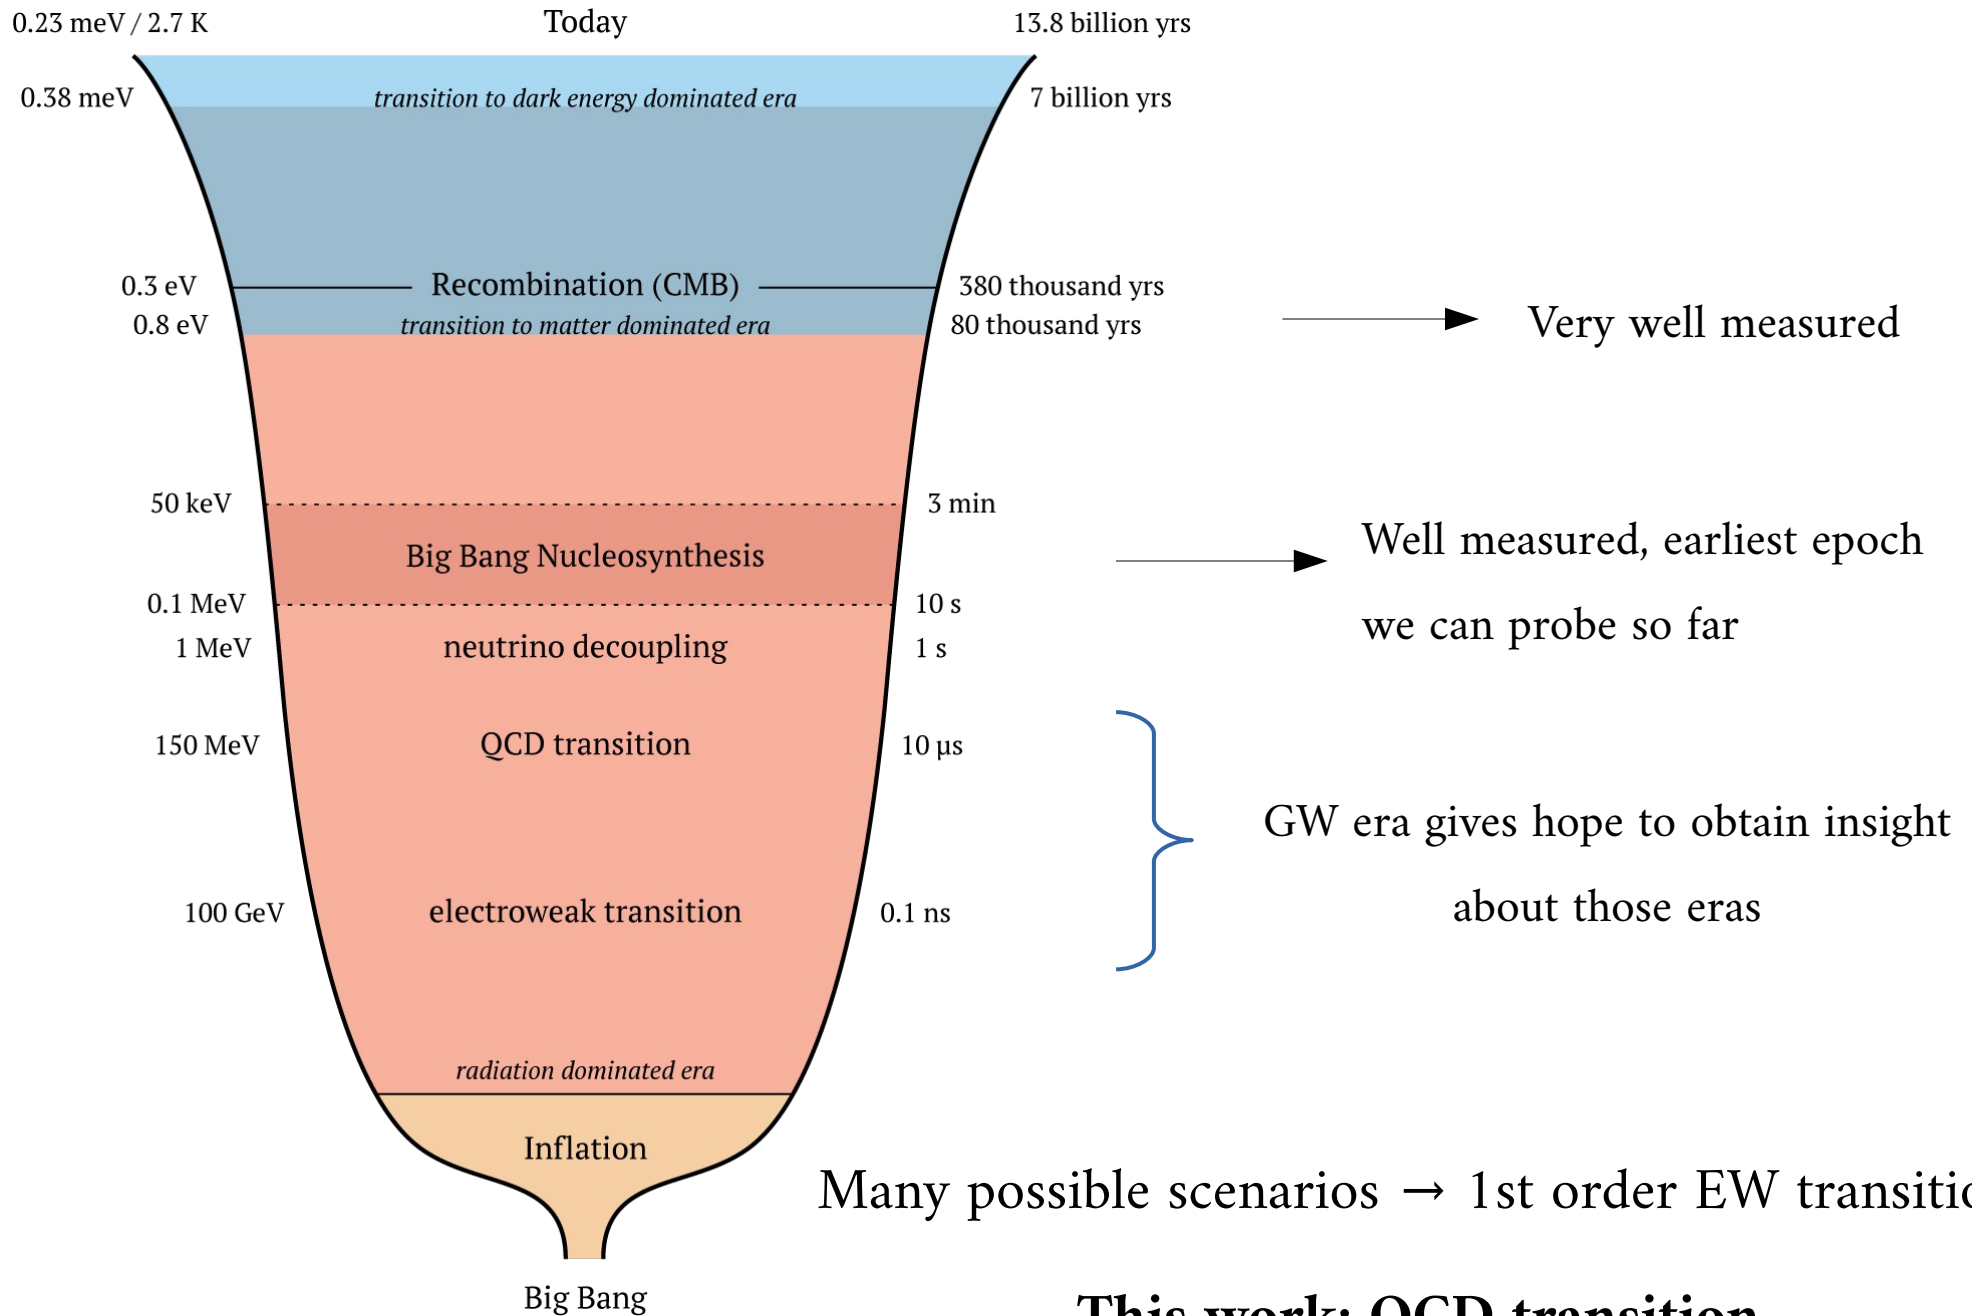 0.23 meV / 2.7 K Today 13.8 billion yrs
0.38 meV transition to dark energy dominated era 7 billion yrs
0.3 eV Recombination (CMB) 380 thousand yrs
0.8 eV transition to matter dominated era 80 thousand yrs
Very well measured
50 keV 3 min
Big Bang Nucleosynthesis
Well measured, earliest epoch
we can probe so far
0.1 MeV 10 s
1 MeV neutrino decoupling 1 s
150 MeV QCD transition 10 µs
GW era gives hope to obtain insight
about those eras
100 GeV electroweak transition 0.1 ns
radiation dominated era
Inflation
Many possible scenarios → 1st order EW transitio
Big Bang
This work: QCD transition